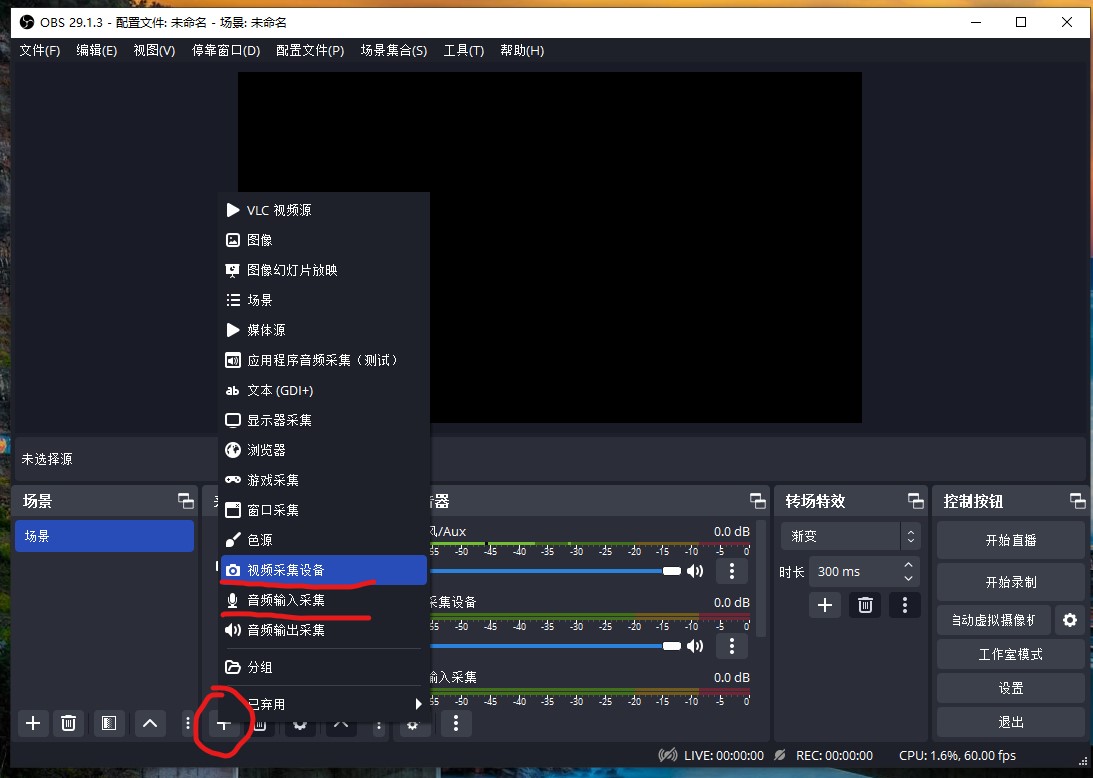 OBS 29.1.3 - 配置文件: 未命名 - 场景: 未命名
文件(F) 编辑(E) 视图(V) 停靠窗口(D) 配置文件(P) 场景集合(S) 工具(T) 帮助(H)
VLC 视频源
图像
图像幻灯片放映
场景
媒体源
应用程序音频采集（测试）
ab 文本 (GDI+)
显示器采集
浏览器
游戏采集
窗口采集
色源
视频采集设备
音频输入采集
音频输出采集
分组
已弃用
未选择源
场景
场景
器
风/Aux 0.0 dB
-55 -50 -45 -40 -35 -30 -25 -20 -15 -10 -5 0
采集设备 0.0 dB
-55 -50 -45 -40 -35 -30 -25 -20 -15 -10 -5 0
输入采集 0.0 dB
-55 -50 -45 -40 -35 -30 -25 -20 -15 -10 -5 0
转场特效
渐变
时长 300 ms
控制按钮
开始直播
开始录制
启动虚拟摄像机
工作室模式
设置
退出
LIVE: 00:00:00 REC: 00:00:00 CPU: 1.6%, 60.00 fps